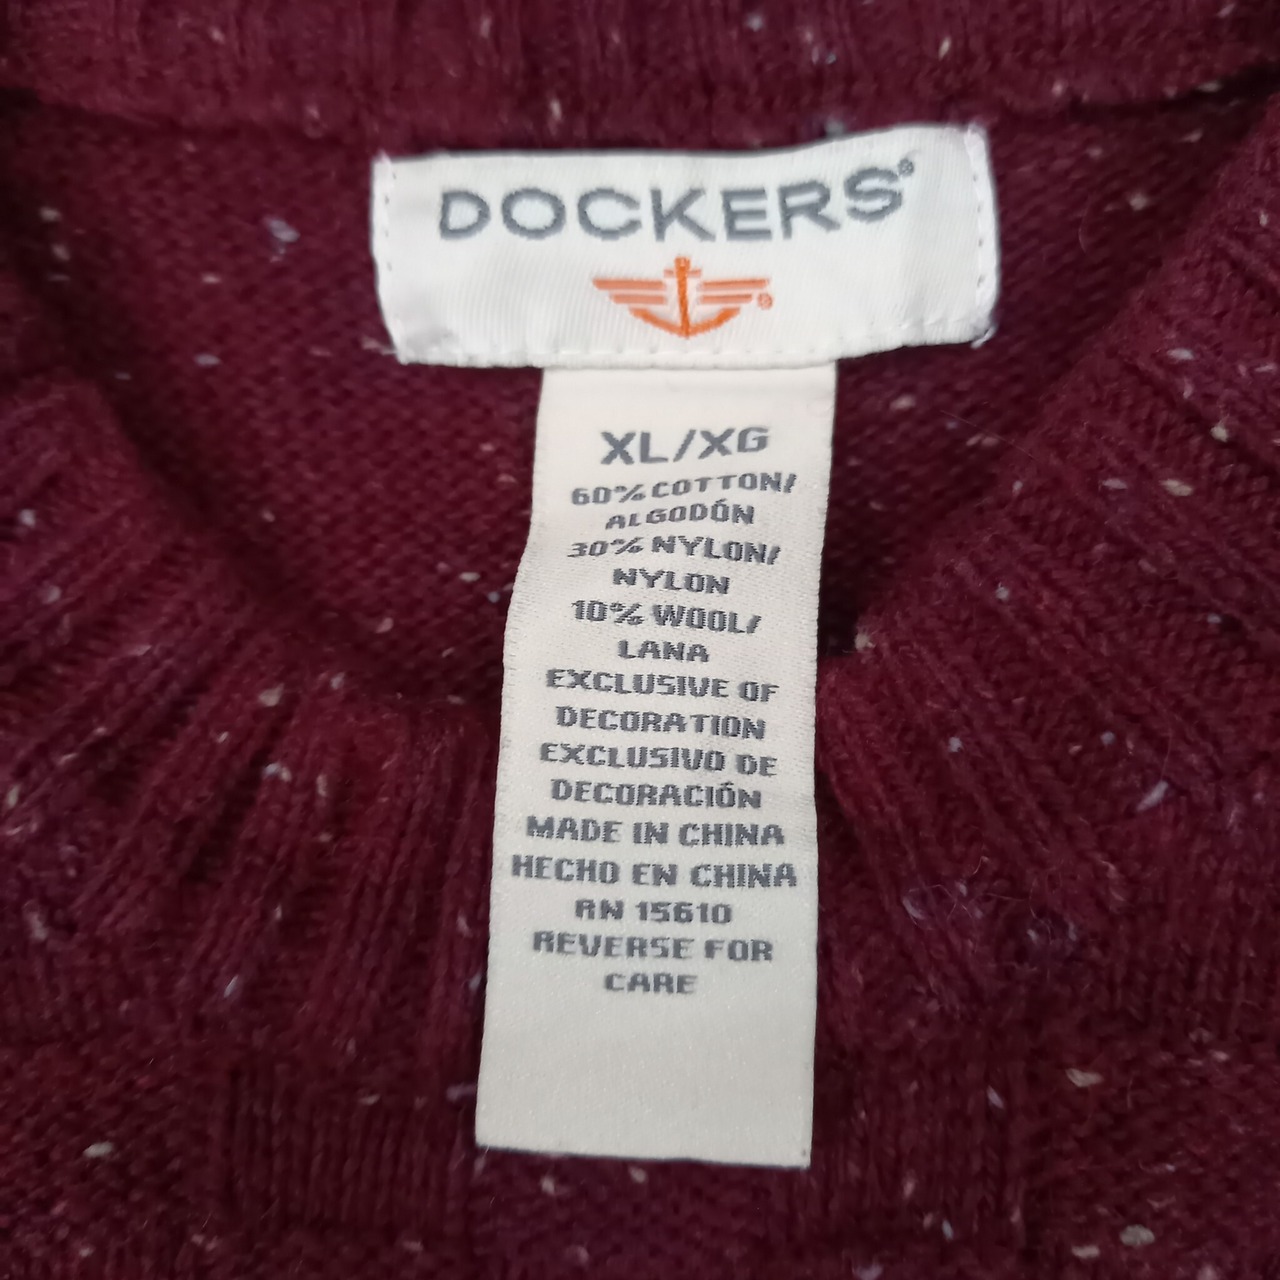 DOCKERS®
®
XL/XG
60% COTTON/
ALGODÓN
30% NYLON/
NYLON
10% WOOL/
LANA
EXCLUSIVE OF
DECORATION
EXCLUSIVO DE
DECORACIÓN
MADE IN CHINA
HECHO EN CHINA
RN 15610
REVERSE FOR
CARE